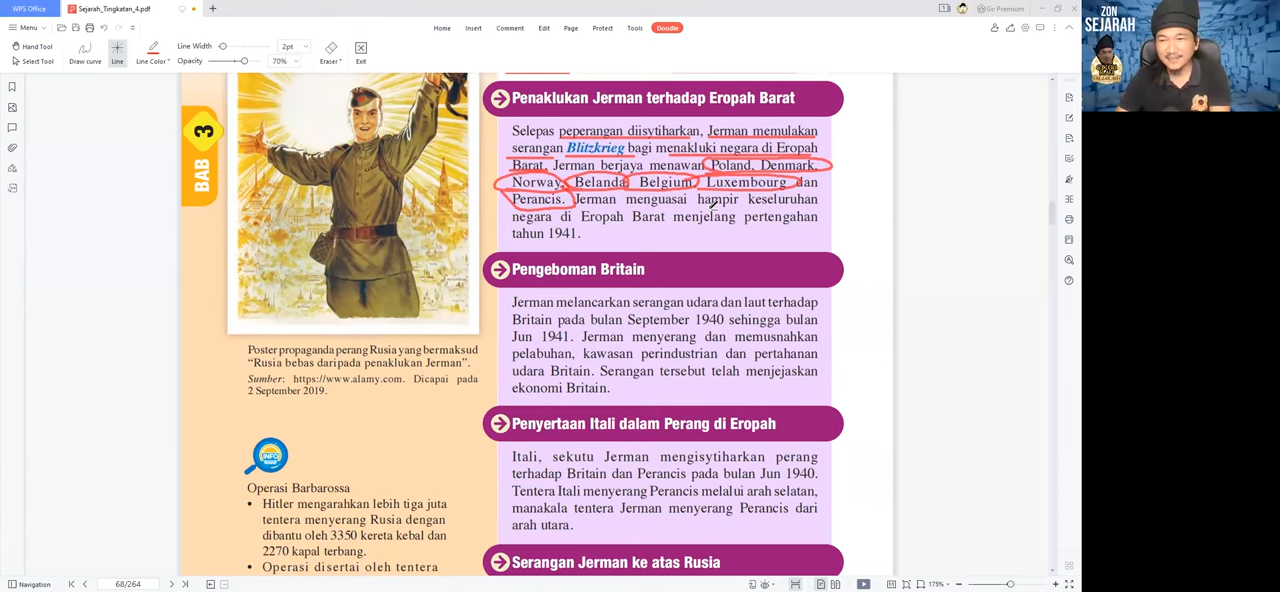 WPS Office
Sejarah_Tingkatan_4.pdf
+
1
Go Premium
Menu
Home
Insert
Comment
Edit
Page
Protect
Tools
Doodle
Hand Tool
Select Tool
Draw curve
Line
Line Color
Line Width
2pt
Opacity
70%
Eraser
Exit
ZON
SEJARAH
BAB 3
Penaklukan Jerman terhadap Eropah Barat
Selepas peperangan diisytiharkan, Jerman memulakan
serangan Blitzkrieg bagi menakluki negara di Eropah
Barat. Jerman berjaya menawan Poland, Denmark,
Norway, Belanda, Belgium, Luxembourg dan
Perancis. Jerman menguasai hampir keseluruhan
negara di Eropah Barat menjelang pertengahan
tahun 1941.
Pengeboman Britain
Jerman melancarkan serangan udara dan laut terhadap
Britain pada bulan September 1940 sehingga bulan
Jun 1941. Jerman menyerang dan memusnahkan
pelabuhan, kawasan perindustrian dan pertahanan
udara Britain. Serangan tersebut telah menjejaskan
ekonomi Britain.
Penyertaan Itali dalam Perang di Eropah
Itali, sekutu Jerman mengisytiharkan perang
terhadap Britain dan Perancis pada bulan Jun 1940.
Tentera Itali menyerang Perancis melalui arah selatan,
manakala tentera Jerman menyerang Perancis dari
arah utara.
Serangan Jerman ke atas Rusia
Poster propaganda perang Rusia yang bermaksud
“Rusia bebas daripada penaklukan Jerman”.
Sumber: https://www.alamy.com. Dicapai pada
2 September 2019.
INFO
Operasi Barbarossa
• Hitler mengarahkan lebih tiga juta
tentera menyerang Rusia dengan
dibantu oleh 3350 kereta kebal dan
2270 kapal terbang.
• Operasi disertai oleh tentera
Navigation
68/264
175%